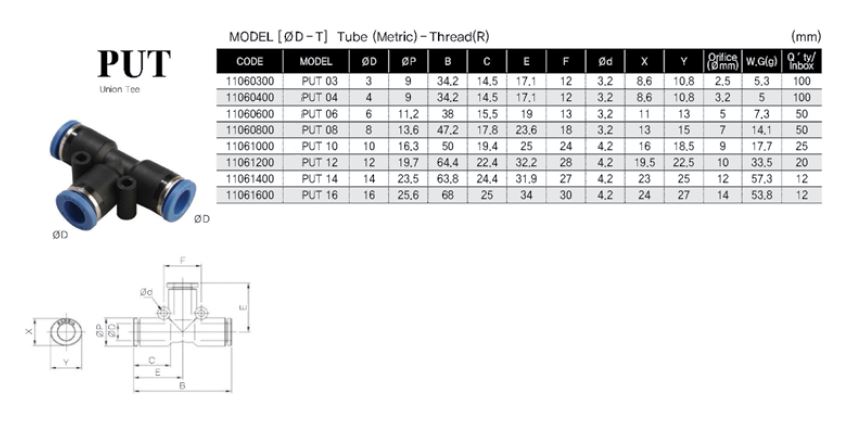 MODEL [ØD-T] Tube (Metric)-Thread(R) (mm)
PUT
Union Tee
CODE MODEL ØD ØP B C E F Ød X Y Orifice (Ømm) W,G(g) Q´ty/ Inbox
11060300 PUT 03 3 9 34,2 14,5 17,1 12 3,2 8,6 10,8 2,5 5,3 100
11060400 PUT 04 4 9 34,2 14,5 17,1 12 3,2 8,6 10,8 3,2 5 100
11060600 PUT 06 6 11,2 38 15,5 19 13 3,2 11 13 5 7,3 50
11060800 PUT 08 8 13,6 47,2 17,8 23,6 18 3,2 13 15 7 14,1 50
11061000 PUT 10 10 16,3 50 19,4 25 24 4,2 16 18,5 9 17,7 25
11061200 PUT 12 12 19,7 64,4 22,4 32,2 28 4,2 19,5 22,5 10 33,5 20
11061400 PUT 14 14 23,5 63,8 24,4 31,9 27 4,2 23 25 12 57,3 12
11061600 PUT 16 16 25,6 68 25 34 30 4,2 24 27 14 53,8 12
ØD
ØD
F
Ød
E
X
ØP
ØD
Y
C
E
B